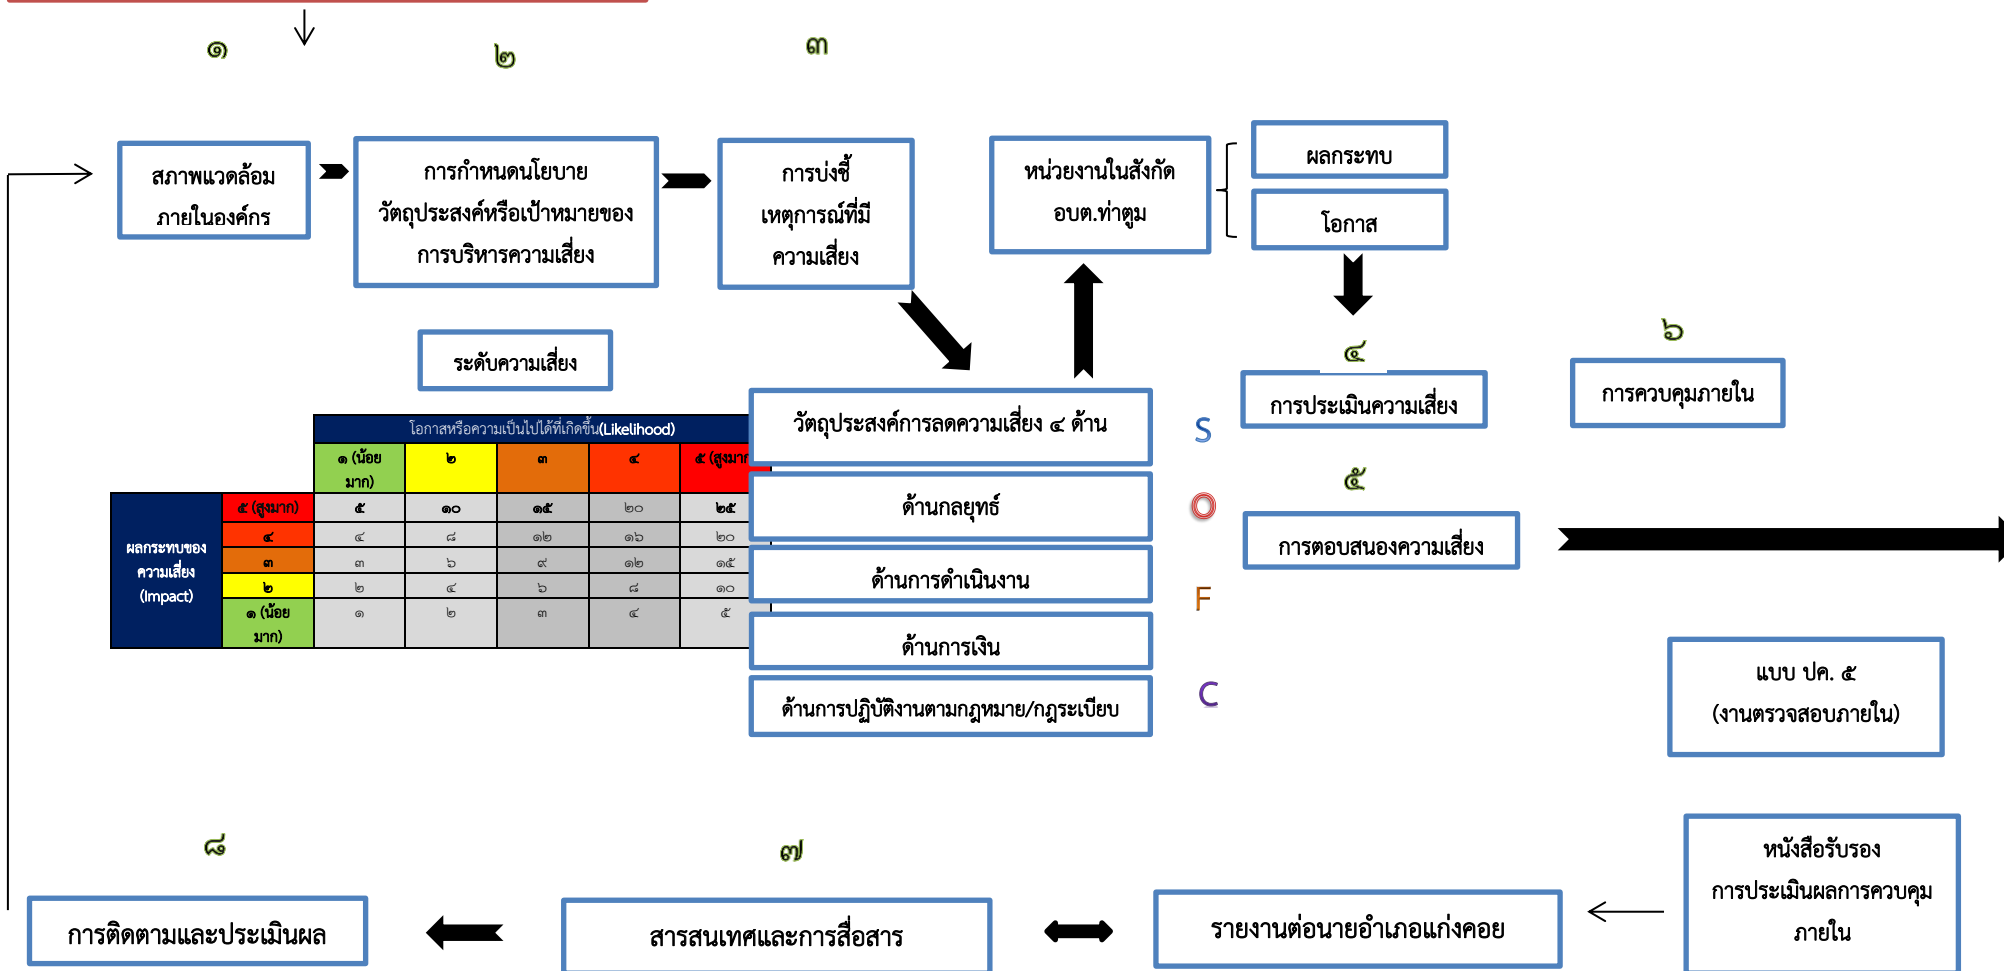 ๑
๒
๓
สภาพแวดล้อม
ภายในองค์กร
การกำหนดนโยบาย
วัตถุประสงค์หรือเป้าหมายของ
การบริหารความเสี่ยง
การบ่งชี้
เหตุการณ์ที่มี
ความเสี่ยง
หน่วยงานในสังกัด
อบต.ท่าตูม
ผลกระทบ
โอกาส
๔
การประเมินความเสี่ยง
๖
การควบคุมภายใน
ระดับความเสี่ยง
โอกาสหรือความเป็นไปได้ที่เกิดขึ้น(Likelihood)
๑ (น้อย
มาก)
๒
๓
๔
๕ (สูงมาก
ผลกระทบของ
ความเสี่ยง
(Impact)
๕ (สูงมาก) ๕ ๑๐ ๑๕ ๒๐ ๒๕
๔ ๔ ๘ ๑๒ ๑๖ ๒๐
๓ ๓ ๖ ๙ ๑๒ ๑๕
๒ ๒ ๔ ๖ ๘ ๑๐
๑ (น้อย
มาก)
๑ ๒ ๓ ๔ ๕
วัตถุประสงค์การลดความเสี่ยง ๔ ด้าน
ด้านกลยุทธ์
ด้านการดำเนินงาน
ด้านการเงิน
ด้านการปฏิบัติงานตามกฎหมาย/กฎระเบียบ
S
O
F
C
๕
การตอบสนองความเสี่ยง
แบบ ปค. ๕
(งานตรวจสอบภายใน)
หนังสือรับรอง
การประเมินผลการควบคุม
ภายใน
รายงานต่อนายอำเภอแก่งคอย
๗
สารสนเทศและการสื่อสาร
๘
การติดตามและประเมินผล